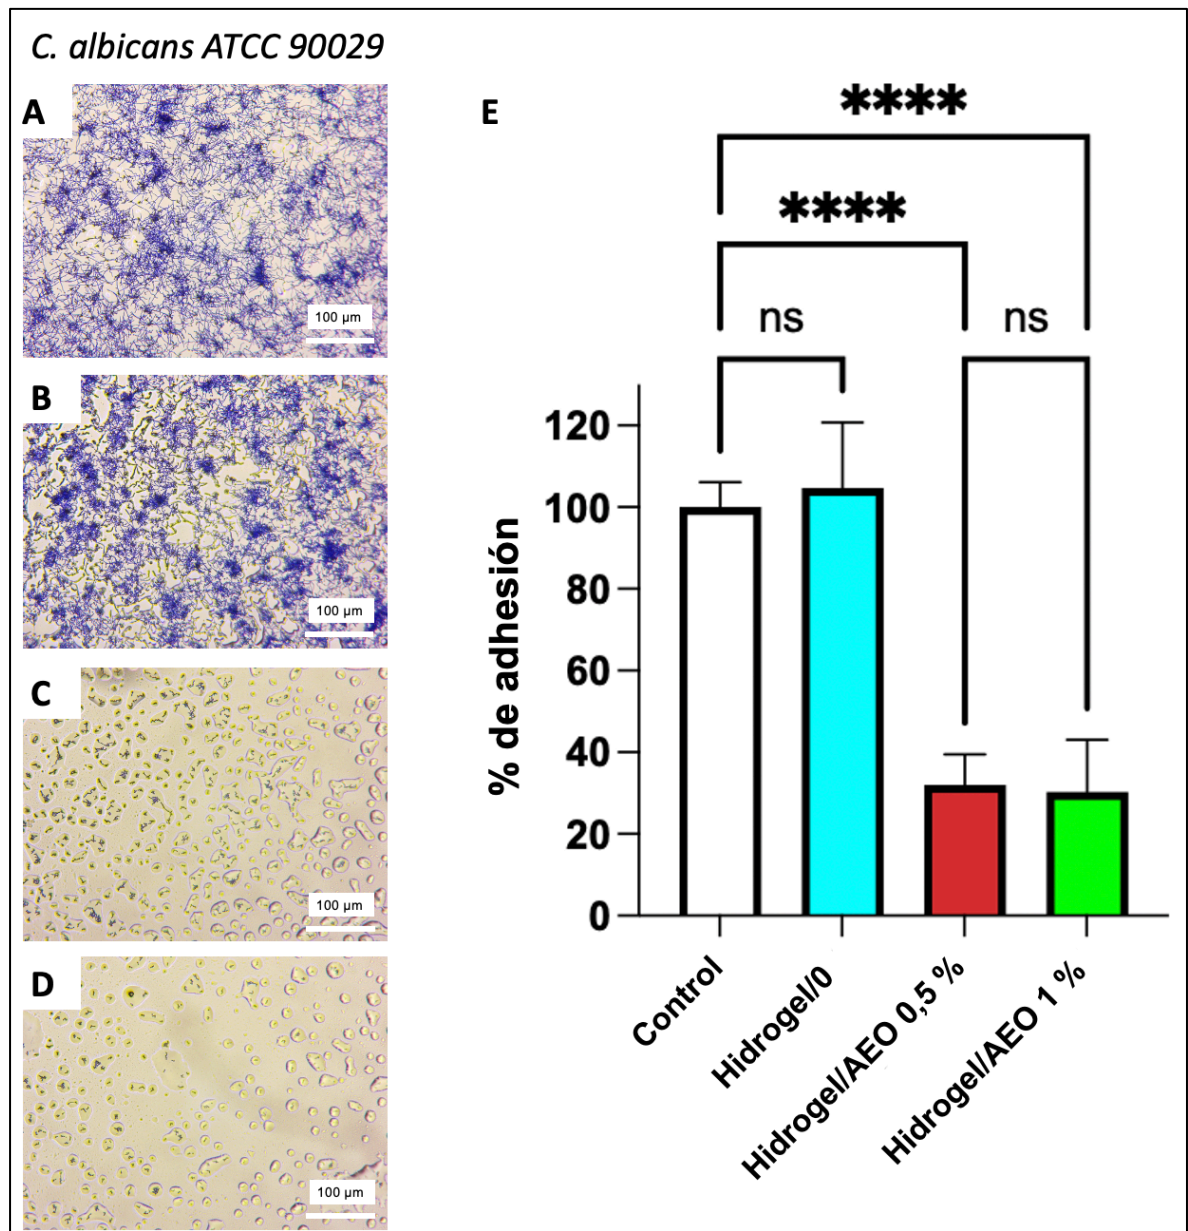 C. albicans ATCC 90029
A
100 µm
B
100 µm
C
100 µm
D
100 µm
E
****
****
ns
ns
% de adhesión
120
100
80
60
40
20
0
Control
Hidrogel/0
Hidrogel/AEO 0,5 %
Hidrogel/AEO 1 %